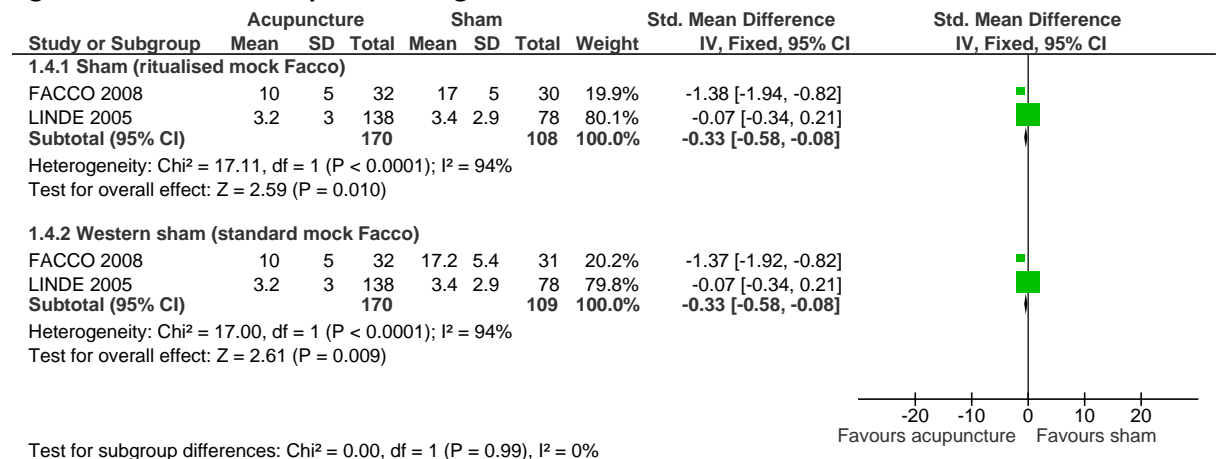 Acupuncture Sham Std. Mean Difference Std. Mean Difference
Study or Subgroup Mean SD Total Mean SD Total Weight IV, Fixed, 95% CI IV, Fixed, 95% CI
1.4.1 Sham (ritualised mock Facco)
FACCO 2008 10 5 32 17 5 30 19.9% -1.38 [-1.94, -0.82]
LINDE 2005 3.2 3 138 3.4 2.9 78 80.1% -0.07 [-0.34, 0.21]
Subtotal (95% CI) 170 108 100.0% -0.33 [-0.58, -0.08]
Heterogeneity: Chi² = 17.11, df = 1 (P < 0.0001); I² = 94%
Test for overall effect: Z = 2.59 (P = 0.010)
1.4.2 Western sham (standard mock Facco)
FACCO 2008 10 5 32 17.2 5.4 31 20.2% -1.37 [-1.92, -0.82]
LINDE 2005 3.2 3 138 3.4 2.9 78 79.8% -0.07 [-0.34, 0.21]
Subtotal (95% CI) 170 109 100.0% -0.33 [-0.58, -0.08]
Heterogeneity: Chi² = 17.00, df = 1 (P < 0.0001); I² = 94%
Test for overall effect: Z = 2.61 (P = 0.009)
-20 -10 0 10 20
Favours acupuncture Favours sham
Test for subgroup differences: Chi² = 0.00, df = 1 (P = 0.99), I² = 0%